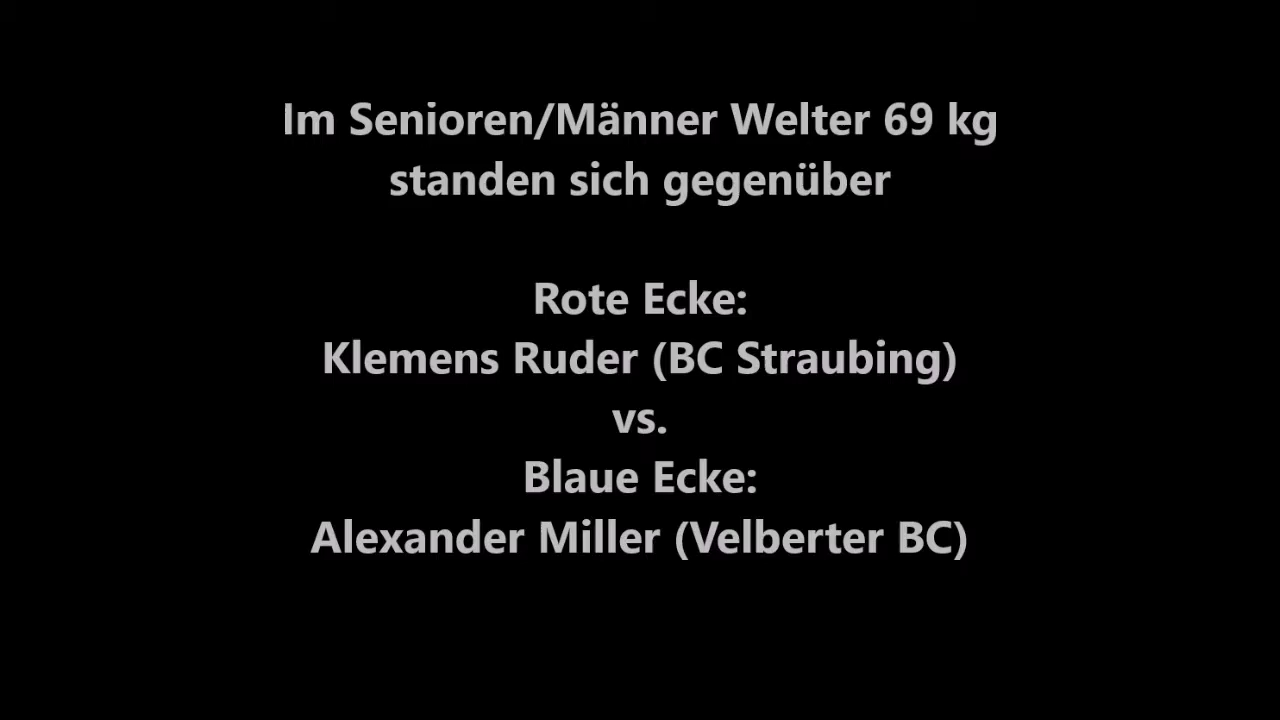 Im Senioren/Männer Welter 69 kg
standen sich gegenüber
Rote Ecke:
Klemens Ruder (BC Straubing)
vs.
Blaue Ecke:
Alexander Miller (Velberter BC)